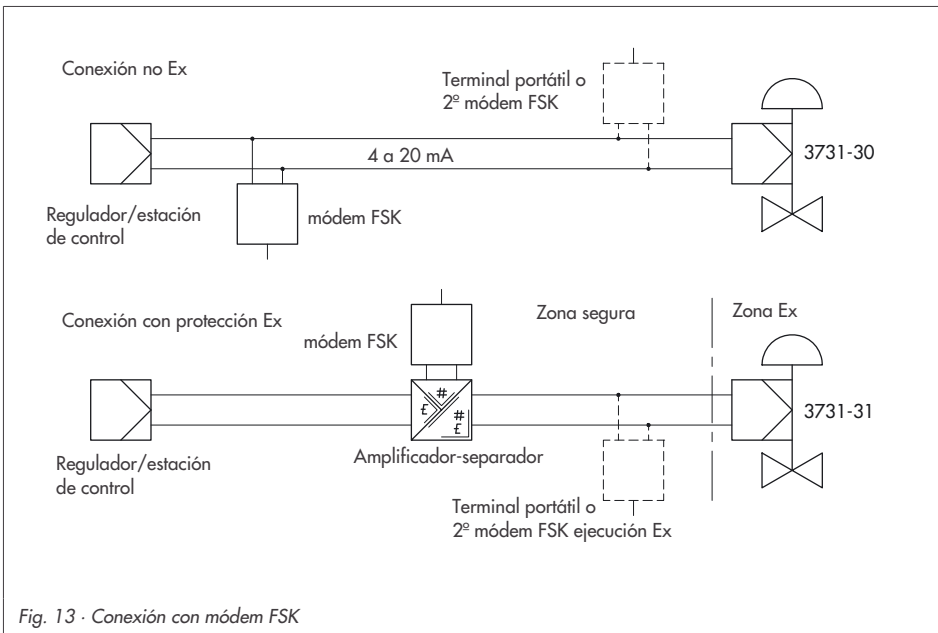 Conexión no Ex
Terminal portátil o
2º módem FSK
4 a 20 mA
3731-30
Regulador/estación
de control
módem FSK
Conexión con protección Ex
módem FSK
Zona segura
Zona Ex
#
£
#
£
3731-31
Regulador/estación
de control
Amplificador-separador
Terminal portátil o
2º módem FSK ejecución Ex
Fig. 13 · Conexión con módem FSK